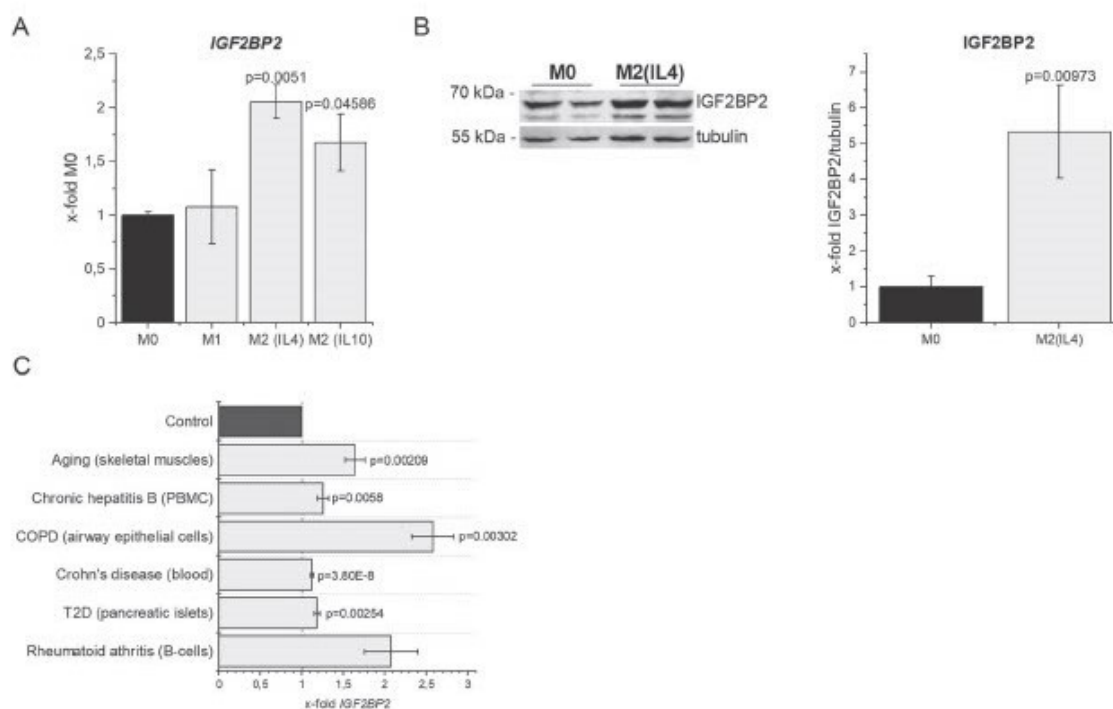 A
IGF2BP2
2,5
2
1,5
1
0,5
0
x-fold M0
p=0.0051
p=0.04586
M0
M1
M2 (IL4)
M2 (IL10)
B
M0
M2(IL4)
70 kDa -
IGF2BP2
55 kDa -
tubulin
IGF2BP2
7
6
5
4
3
2
1
0
x-fold IGF2BP2/tubulin
p=0.00973
M0
M2(IL4)
C
Control
Aging (skeletal muscles)
p=0.00209
Chronic hepatitis B (PBMC)
p=0.0058
COPD (airway epithelial cells)
p=0.00302
Crohn's disease (blood)
p=3.80E-8
T2D (pancreatic islets)
p=0.00254
Rheumatoid athritis (B-cells)
0 0,5 1 1,5 2 2,5 3
x-fold IGF2BP2